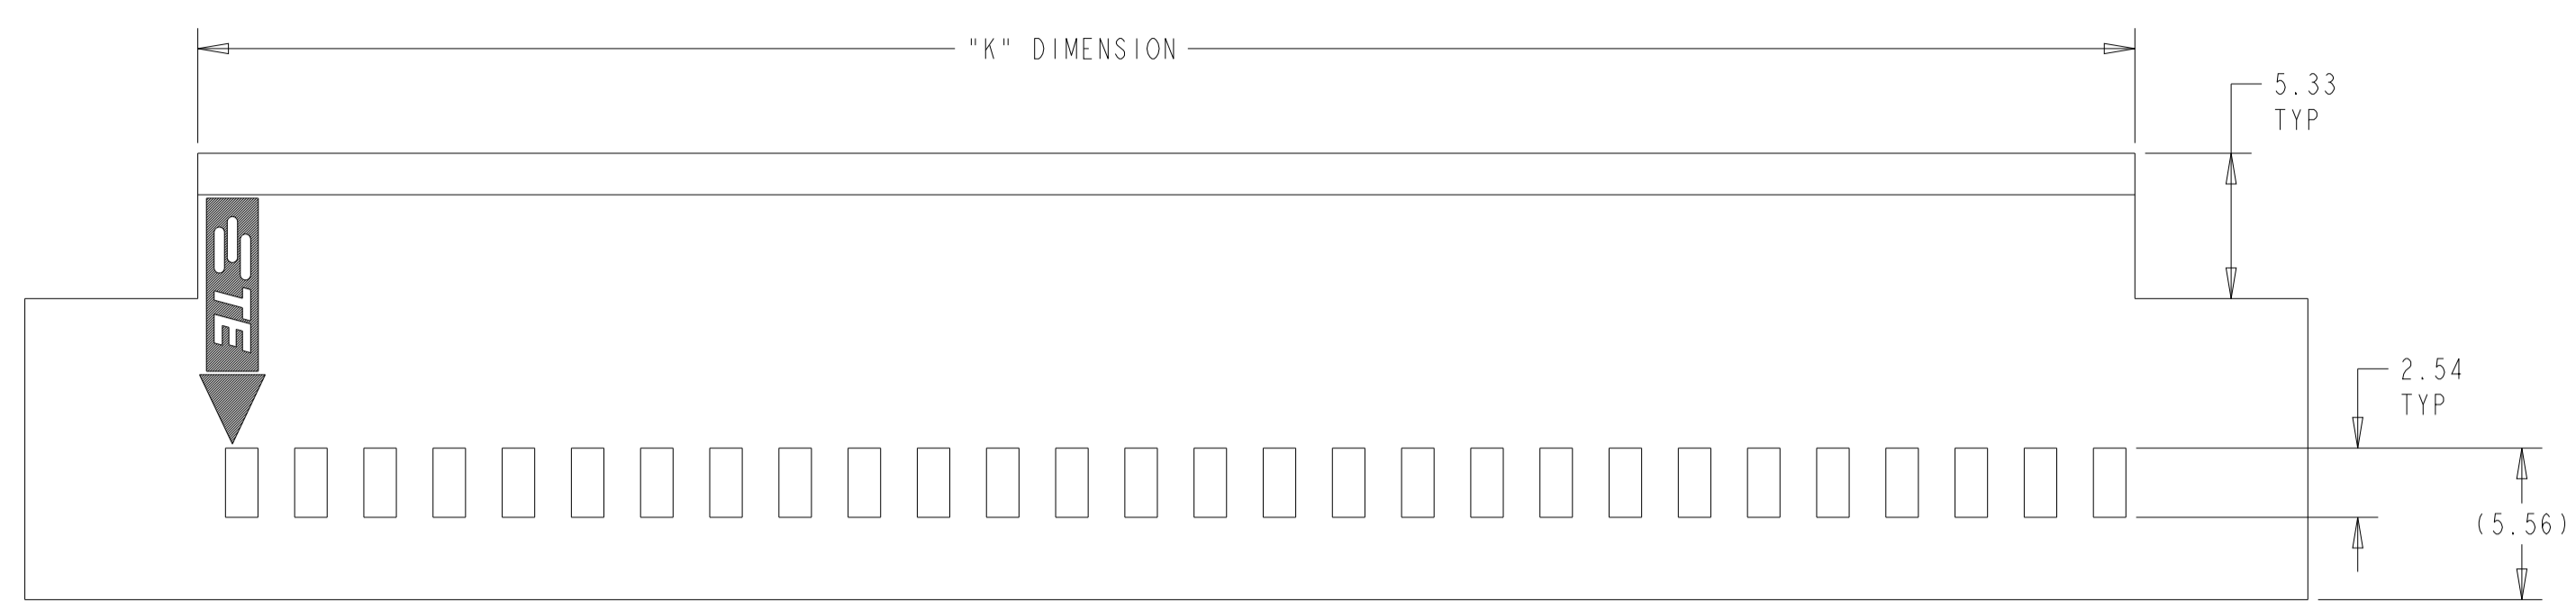 "K" DIMENSION
5.33
TYP
TE
2.54
TYP
(5.56)